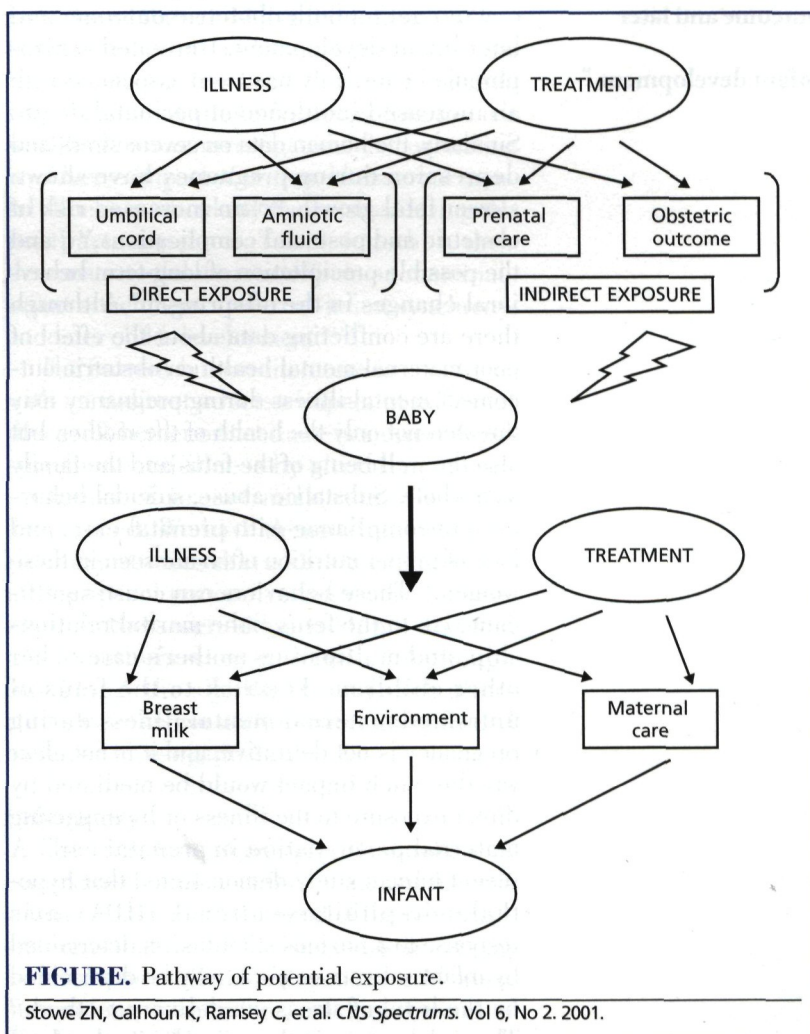 ILLNESS
TREATMENT
Umbilical
cord
Amniotic
fluid
Prenatal
care
Obstetric
outcome
DIRECT EXPOSURE
INDIRECT EXPOSURE
BABY
ILLNESS
TREATMENT
Breast
milk
Environment
Maternal
care
INFANT
FIGURE. Pathway of potential exposure.
Stowe ZN, Calhoun K, Ramsey C, et al. CNS Spectrums. Vol 6, No 2. 2001.